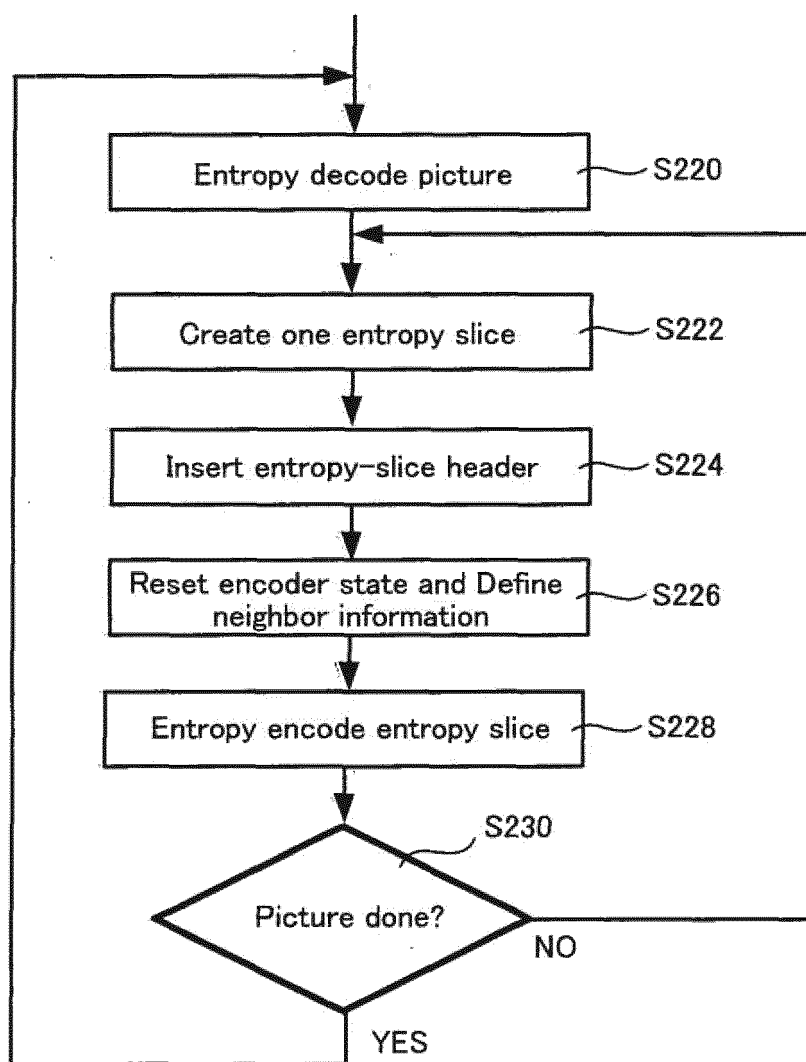 Entropy decode picture
S220
Create one entropy slice
S222
Insert entropy-slice header
S224
Reset encoder state and Define
neighbor information
S226
Entropy encode entropy slice
S228
S230
Picture done?
NO
YES